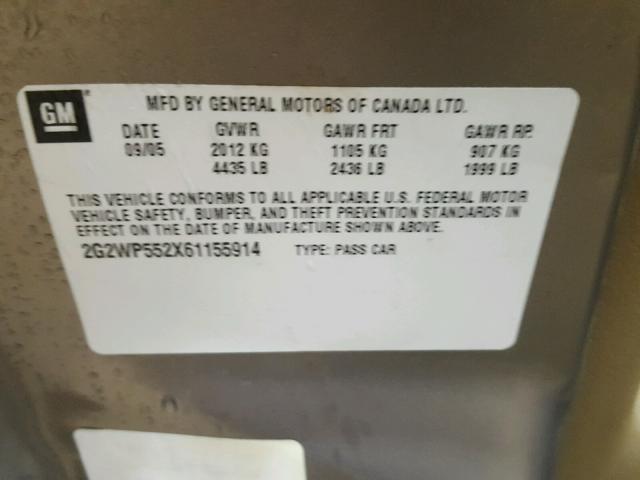 GM
MFD BY GENERAL MOTORS OF CANADA LTD.
DATE GVWR GAWR FRT GAWR RR
09/05 2012 KG 1105 KG 907 KG
4435 LB 2436 LB 1999 LB
THIS VEHICLE CONFORMS TO ALL APPLICABLE U.S. FEDERAL MOTOR
VEHICLE SAFETY, BUMPER, AND THEFT PREVENTION STANDARDS IN
EFFECT ON THE DATE OF MANUFACTURE SHOWN ABOVE.
2G2WP552X61155914 TYPE: PASS CAR